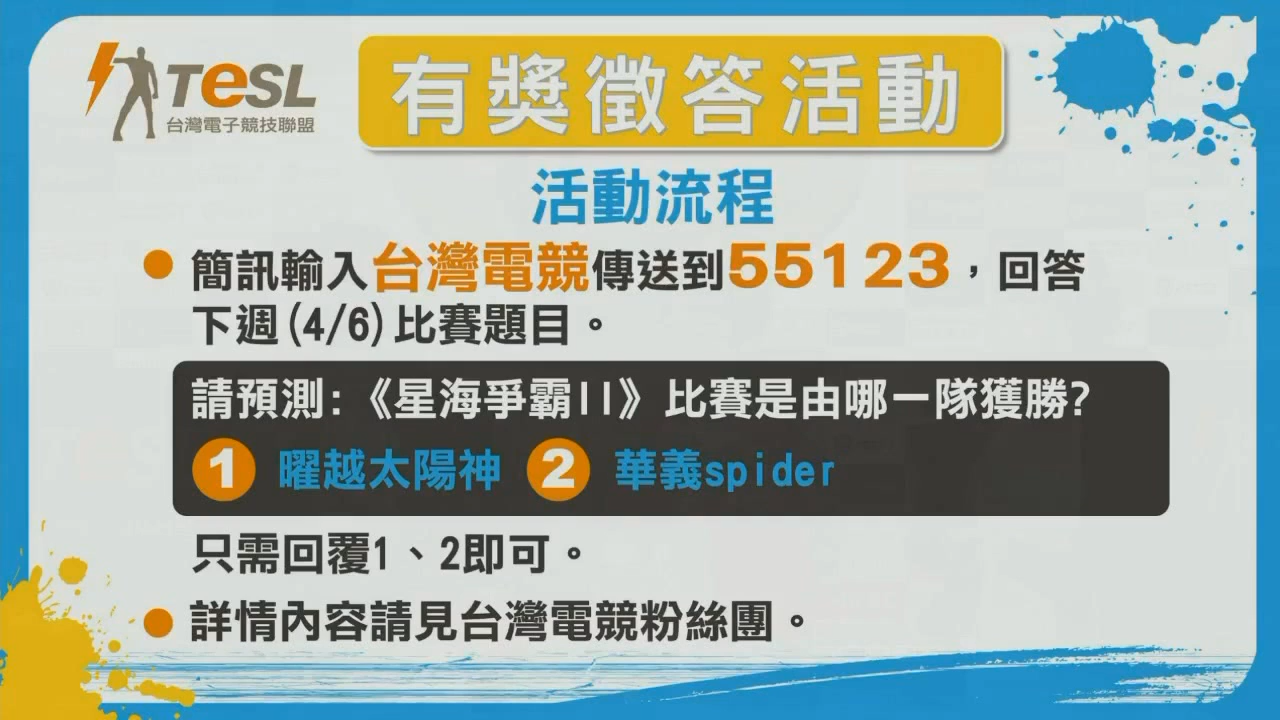 TeSL
台灣電子競技聯盟
有獎徵答活動
活動流程
● 簡訊輸入台灣電競傳送到55123，回答
下週(4/6)比賽題目。
請預測:《星海爭霸II》比賽是由哪一隊獲勝?
1 曜越太陽神 2 華義spider
只需回覆1、2即可。
● 詳情內容請見台灣電競粉絲團。